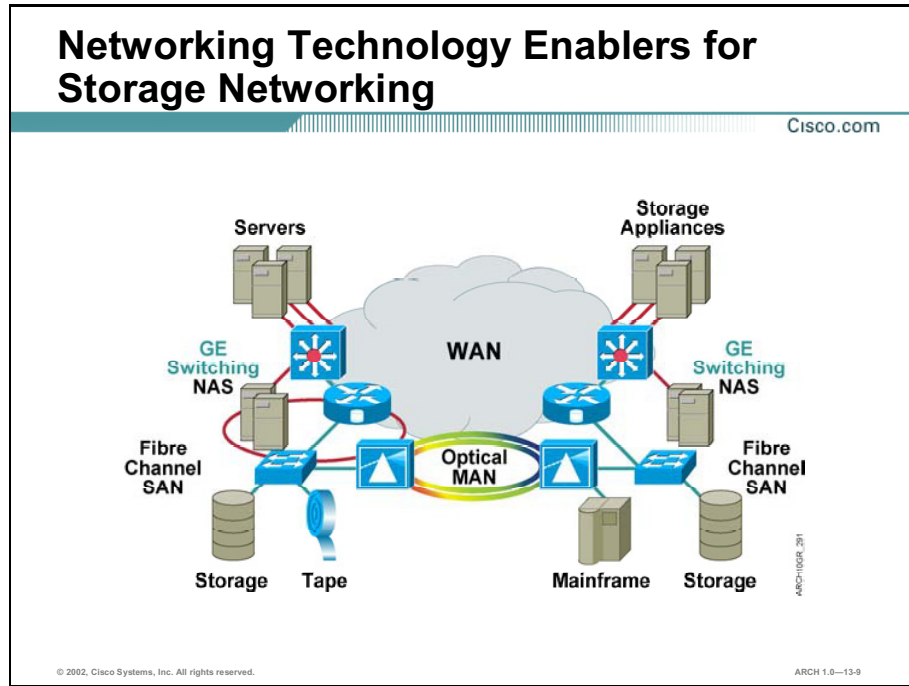 Networking Technology Enablers for
Storage Networking
Cisco.com
Servers
Storage
Appliances
WAN
GE
Switching
NAS
GE
Switching
NAS
Fibre
Channel
SAN
Optical
MAN
Fibre
Channel
SAN
Storage
Tape
Mainframe
Storage
ARCH10GR_291
© 2002, Cisco Systems, Inc. All rights reserved.
ARCH 1.0—13-9